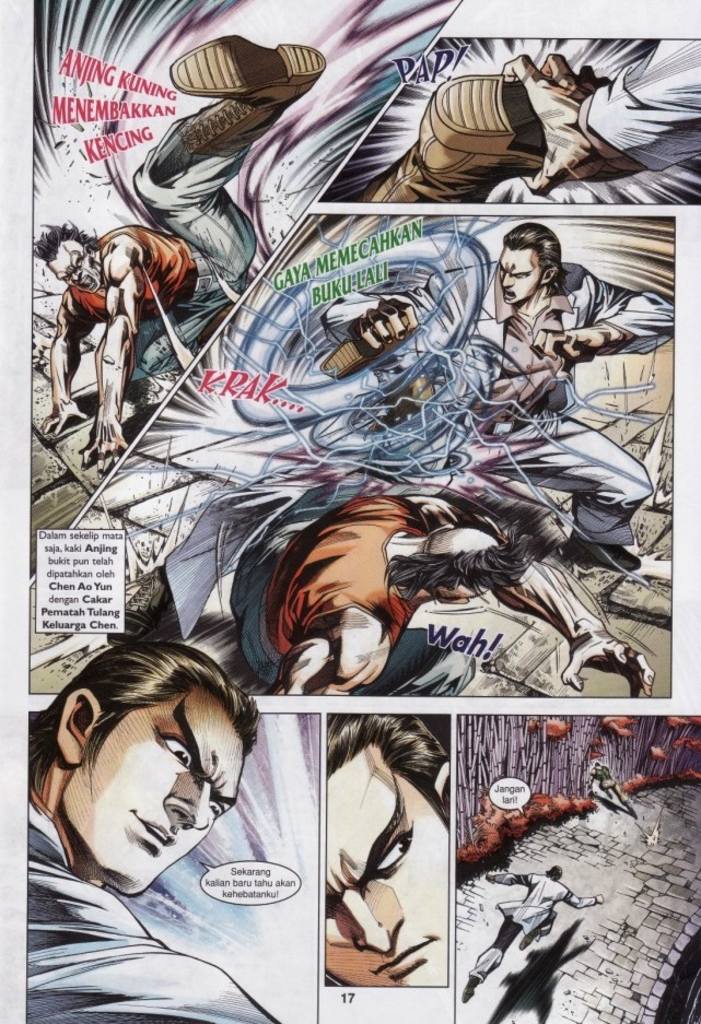 ANJING KUNING
MENEMBAKKAN
KENCING
PAP!
GAYA MEMECAHKAN
BUKU LALI
KRAK....
Dalam sekelip mata
saja, kaki Anjing
bukit pun telah
dipatahkan oleh
Chen Ao Yun
dengan Cakar
Pematah Tulang
Keluarga Chen.
Wah!
Sekarang
kalian baru tahu akan
kehebatanku!
Jangan
lari!
17